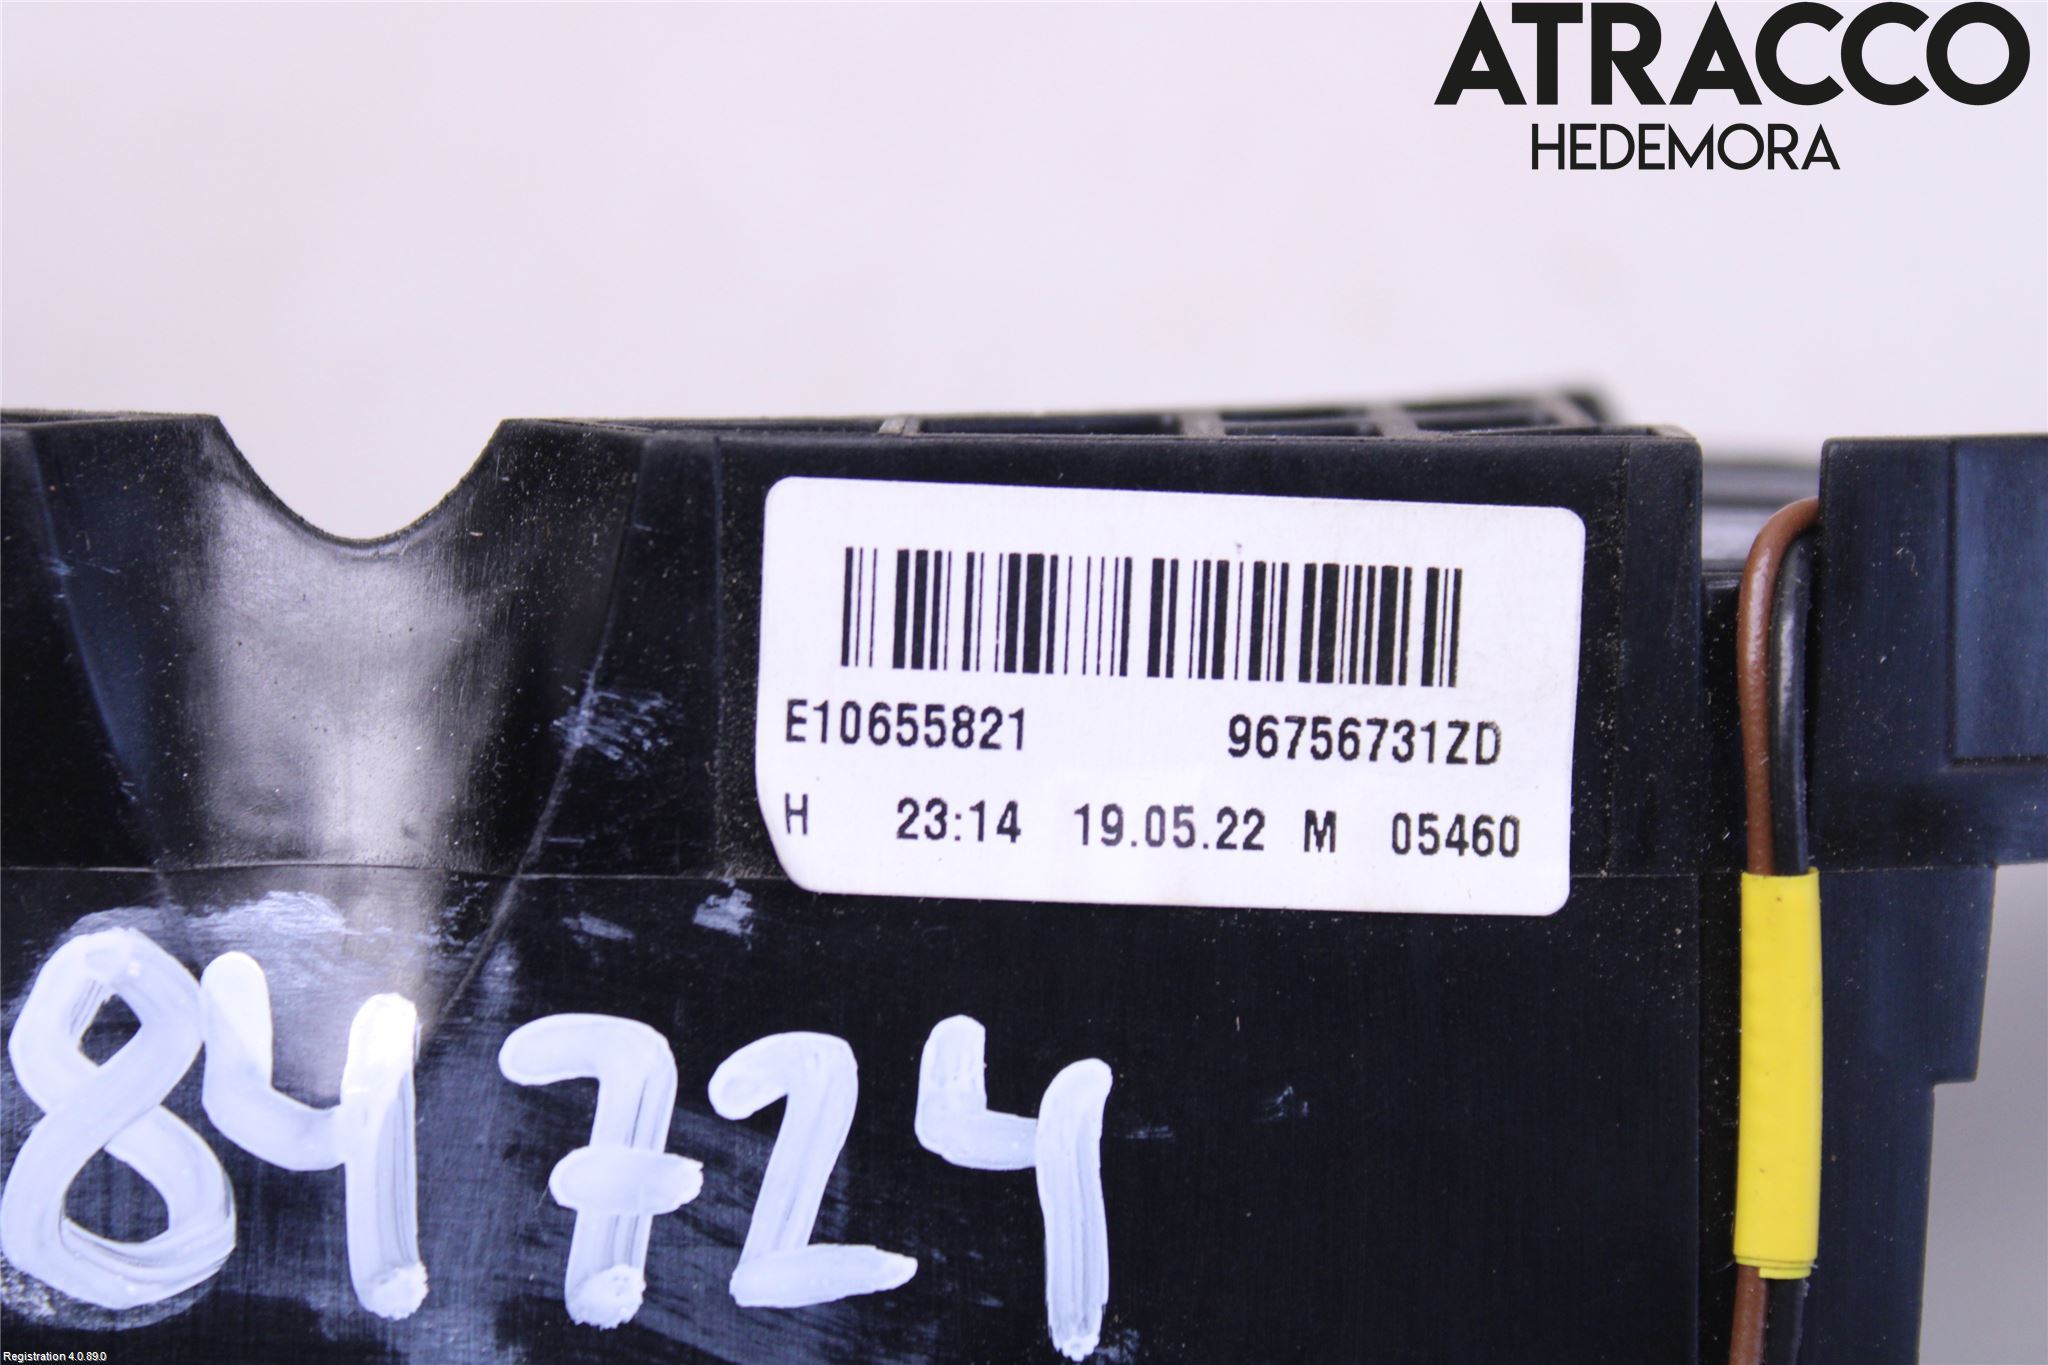 ATRACCO
HEDEMORA
E10655821 96756731ZD
H 23:14 19.05.22 M 05460
84724
Registration 4.0.89.0